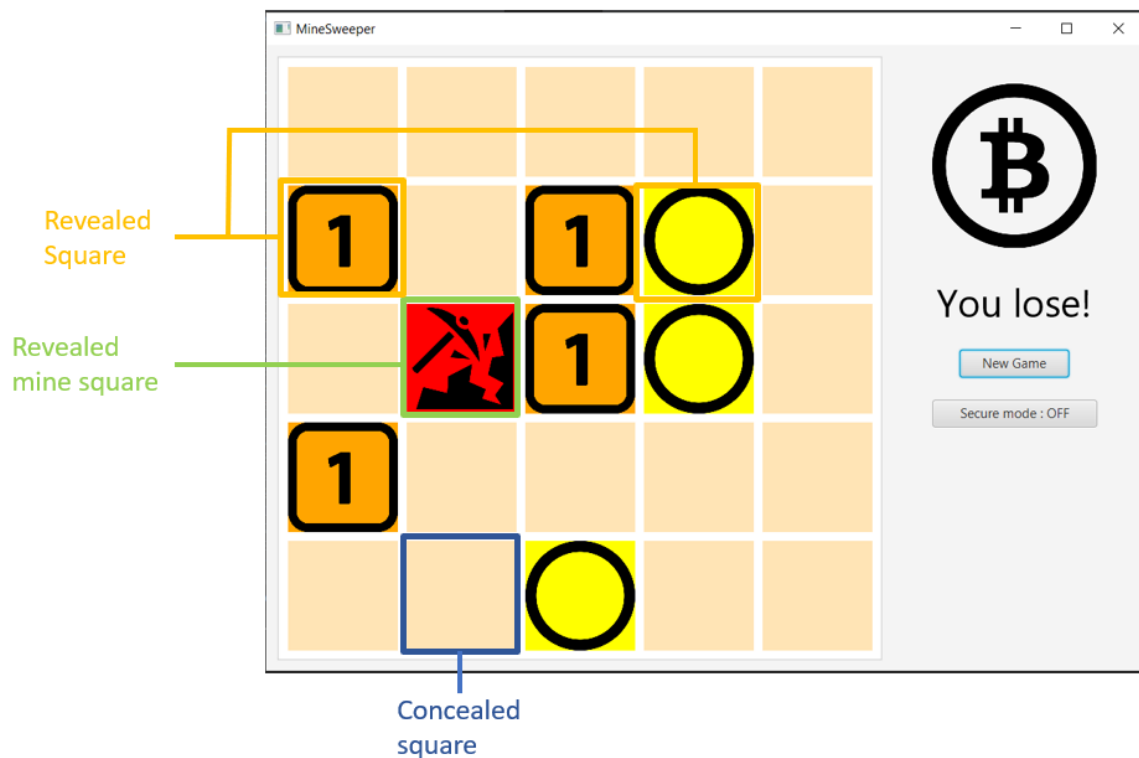 MineSweeper
Revealed
Square
1
1
₿
You lose!
Revealed
mine square
1
New Game
Secure mode : OFF
1
Concealed
square